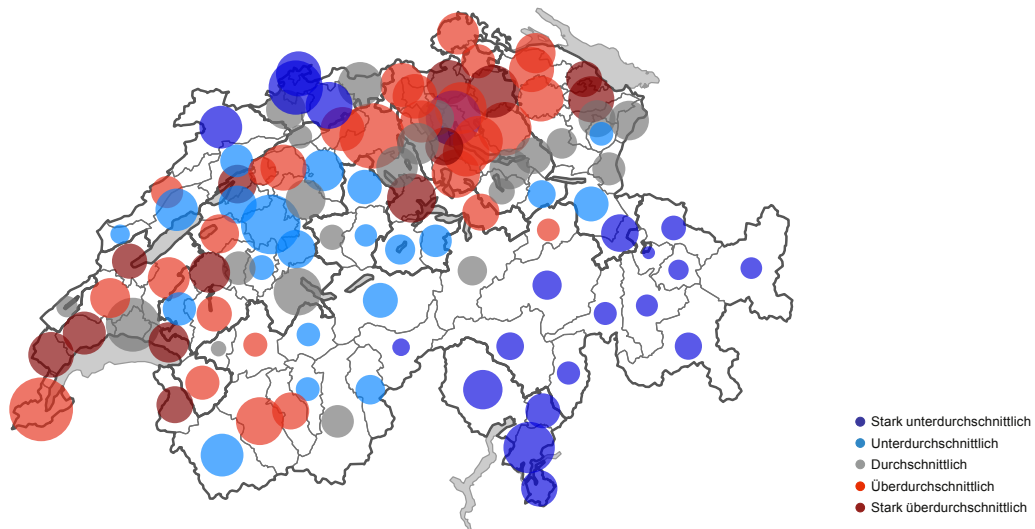 Stark unterdurchschnittlich
Unterdurchschnittlich
Durchschnittlich
Überdurchschnittlich
Stark überdurchschnittlich